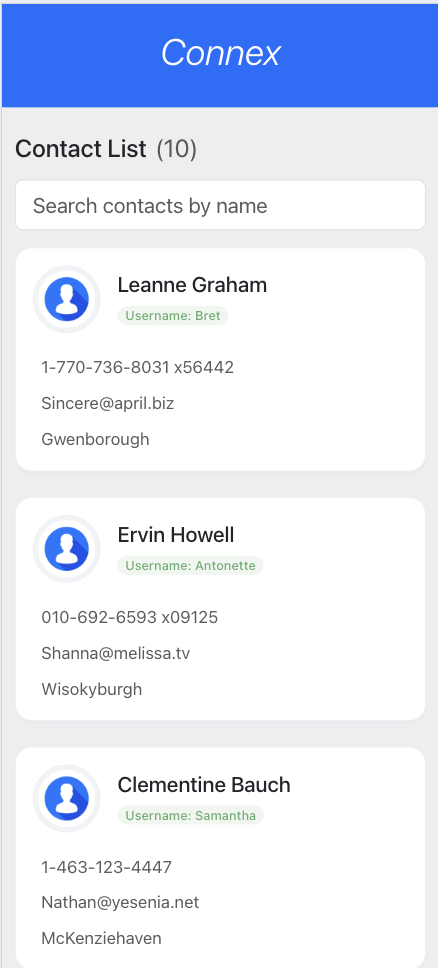 Connex
Contact List (10)
Search contacts by name
Leanne Graham
Username: Bret
1-770-736-8031 x56442
Sincere@april.biz
Gwenborough
Ervin Howell
Username: Antonette
010-692-6593 x09125
Shanna@melissa.tv
Wisokyburgh
Clementine Bauch
Username: Samantha
1-463-123-4447
Nathan@yesenia.net
McKenziehaven